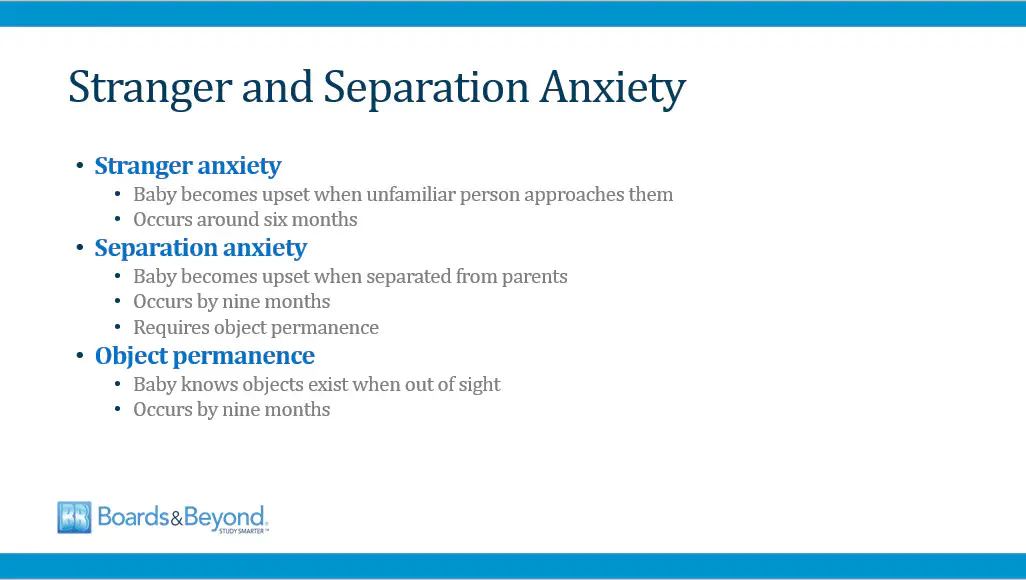 Stranger and Separation Anxiety
• Stranger anxiety
• Baby becomes upset when unfamiliar person approaches them
• Occurs around six months
• Separation anxiety
• Baby becomes upset when separated from parents
• Occurs by nine months
• Requires object permanence
• Object permanence
• Baby knows objects exist when out of sight
• Occurs by nine months
BB Boards&Beyond.
STUDY SMARTER™